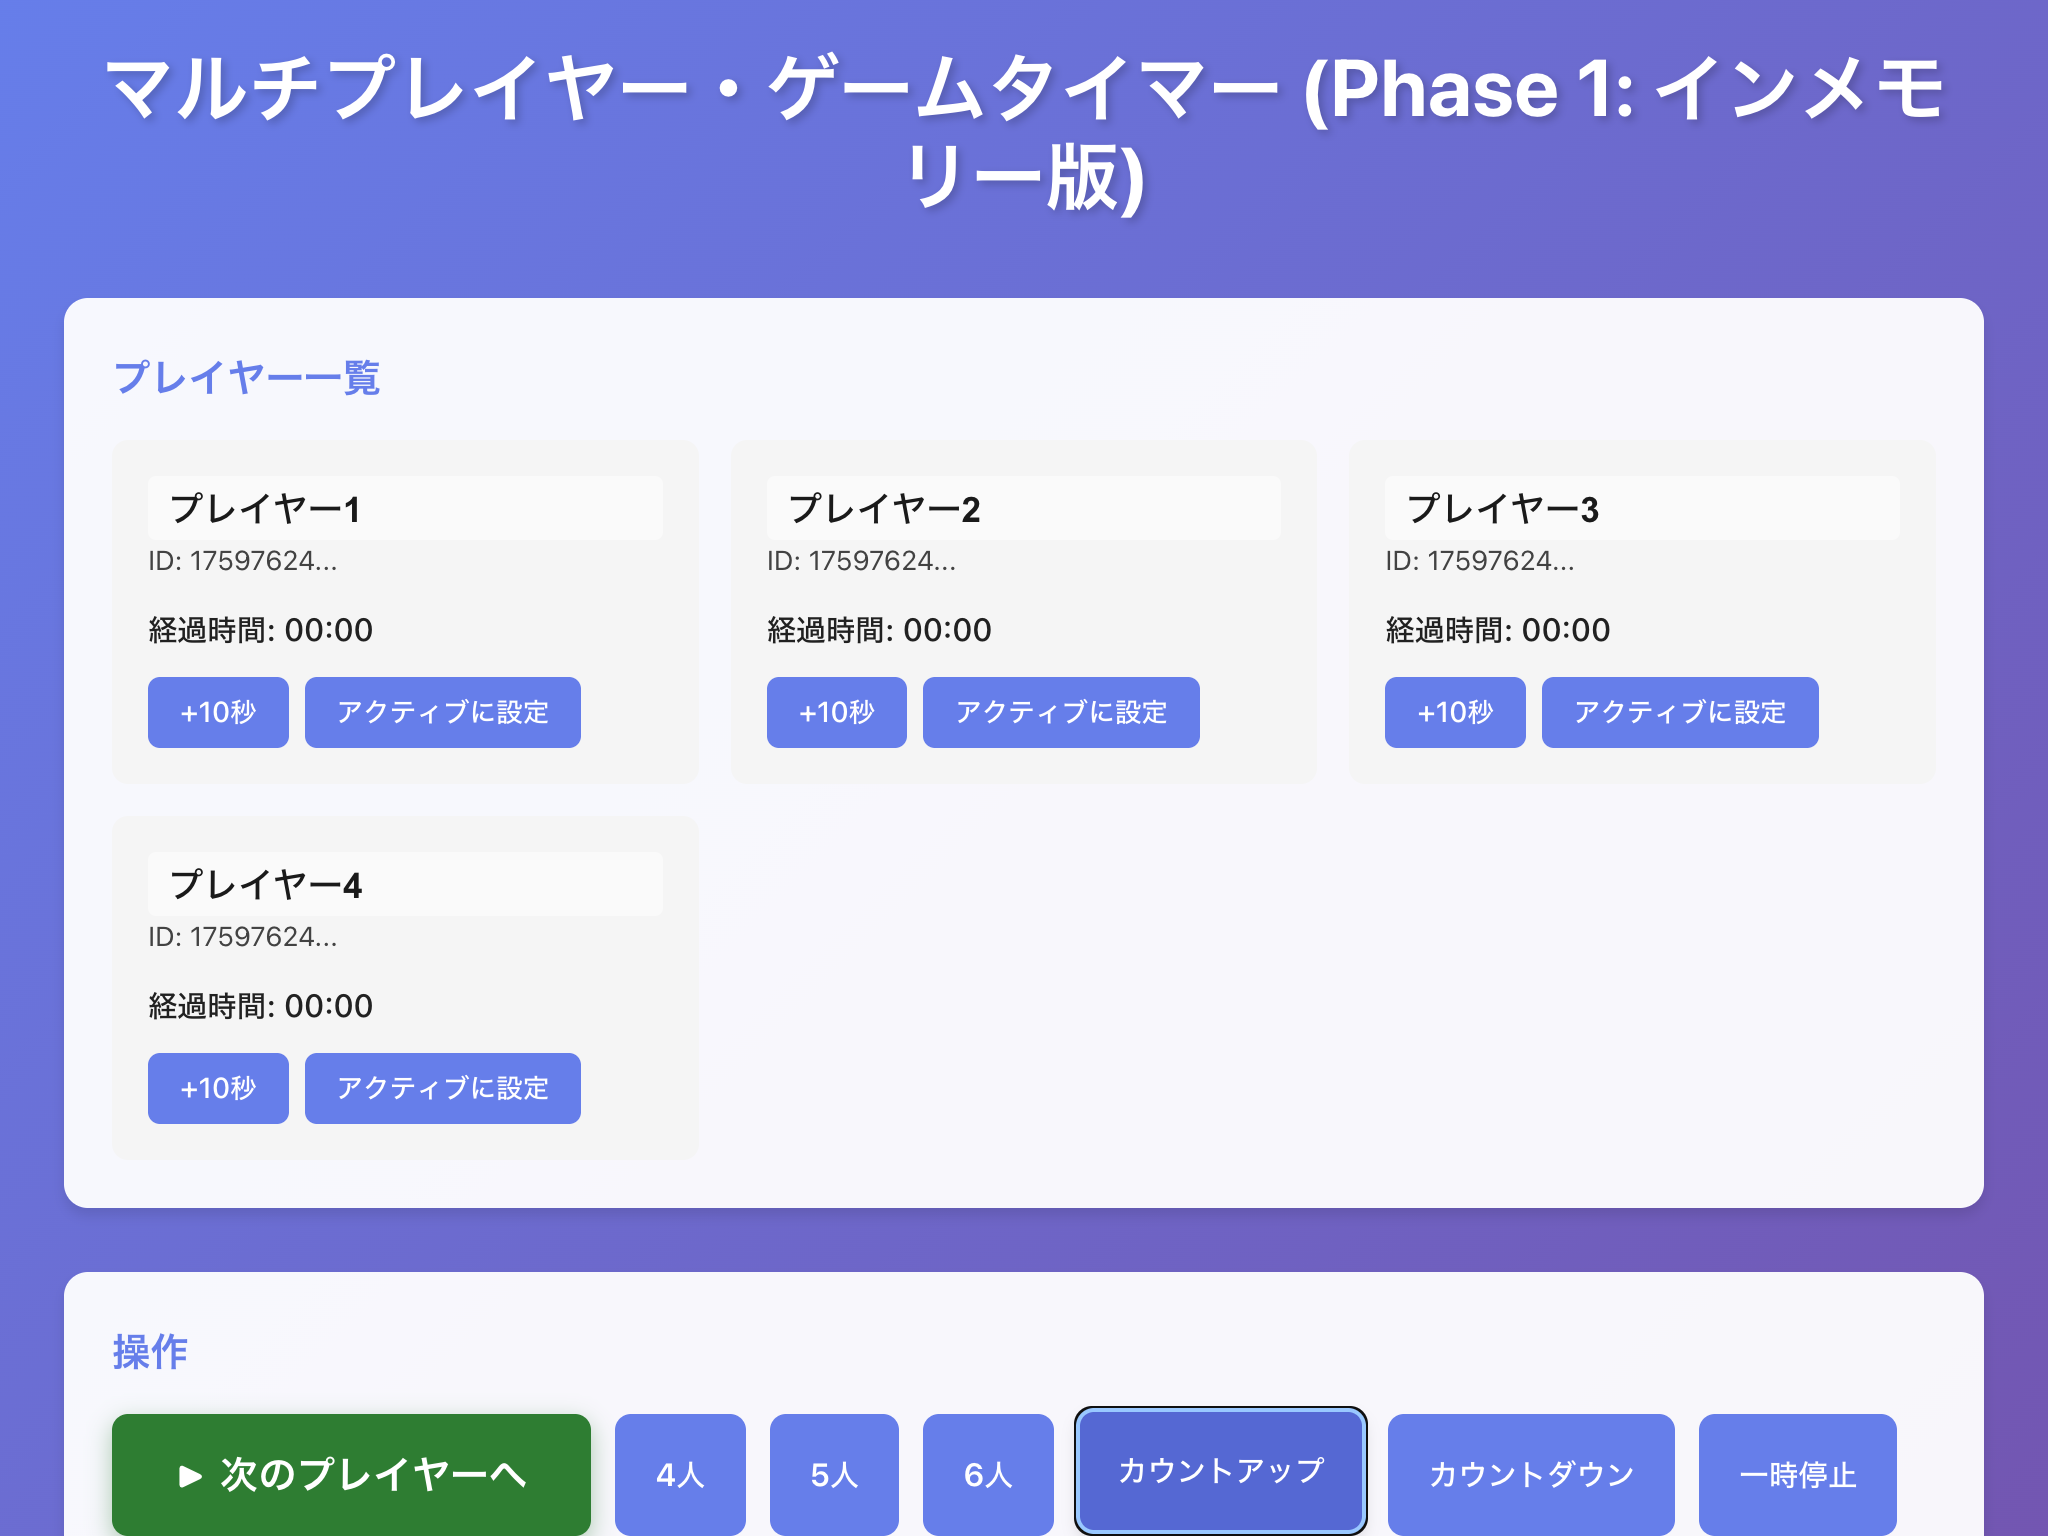 マルチプレイヤー・ゲームタイマー (Phase 1: インメモ
リー版)
プレイヤー一覧
プレイヤー1
ID: 17597624...
経過時間: 00:00
+10秒 アクティブに設定
プレイヤー2
ID: 17597624...
経過時間: 00:00
+10秒 アクティブに設定
プレイヤー3
ID: 17597624...
経過時間: 00:00
+10秒 アクティブに設定
プレイヤー4
ID: 17597624...
経過時間: 00:00
+10秒 アクティブに設定
操作
► 次のプレイヤーへ 4人 5人 6人 カウントアップ カウントダウン 一時停止